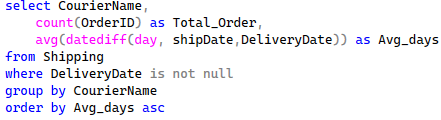 select CourierName,
count(OrderID) as Total_Order,
avg(datediff(day, shipDate,DeliveryDate)) as Avg_days
from Shipping
where DeliveryDate is not null
group by CourierName
order by Avg_days asc